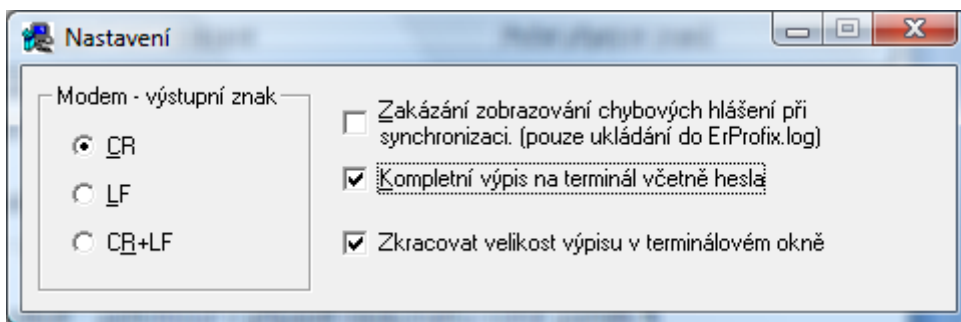 Nastavení
Modem - výstupní znak
CR
LF
CR+LF
Zakázání zobrazování chybových hlášení při
synchronizaci. (pouze ukládání do ErProfix.log)
Kompletní výpis na terminál včetně hesla
Zkracovat velikost výpisu v terminálovém okně